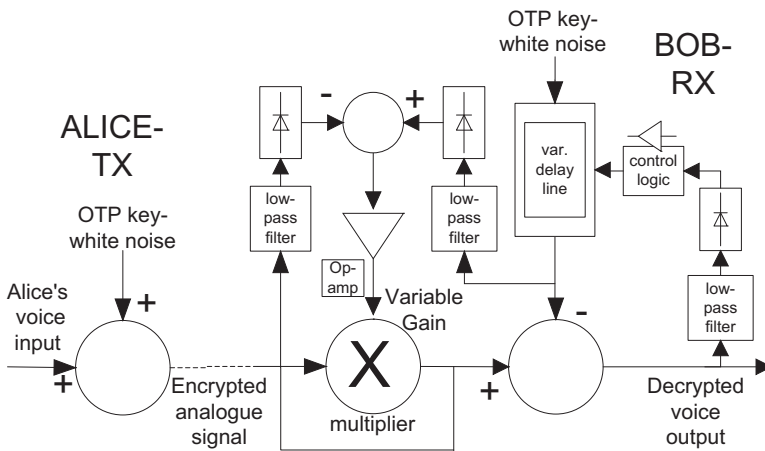 OTP key-
white noise
BOB-
RX
ALICE-
TX
-
+
var.
delay
line
control
logic
OTP key-
white noise
low-
pass
filter
low-
pass
filter
Op-
amp
Variable
Gain
low-
pass
filter
Alice's
voice
input
+
+
-
X
+
Encrypted
analogue
signal
multiplier
Decrypted
voice
output